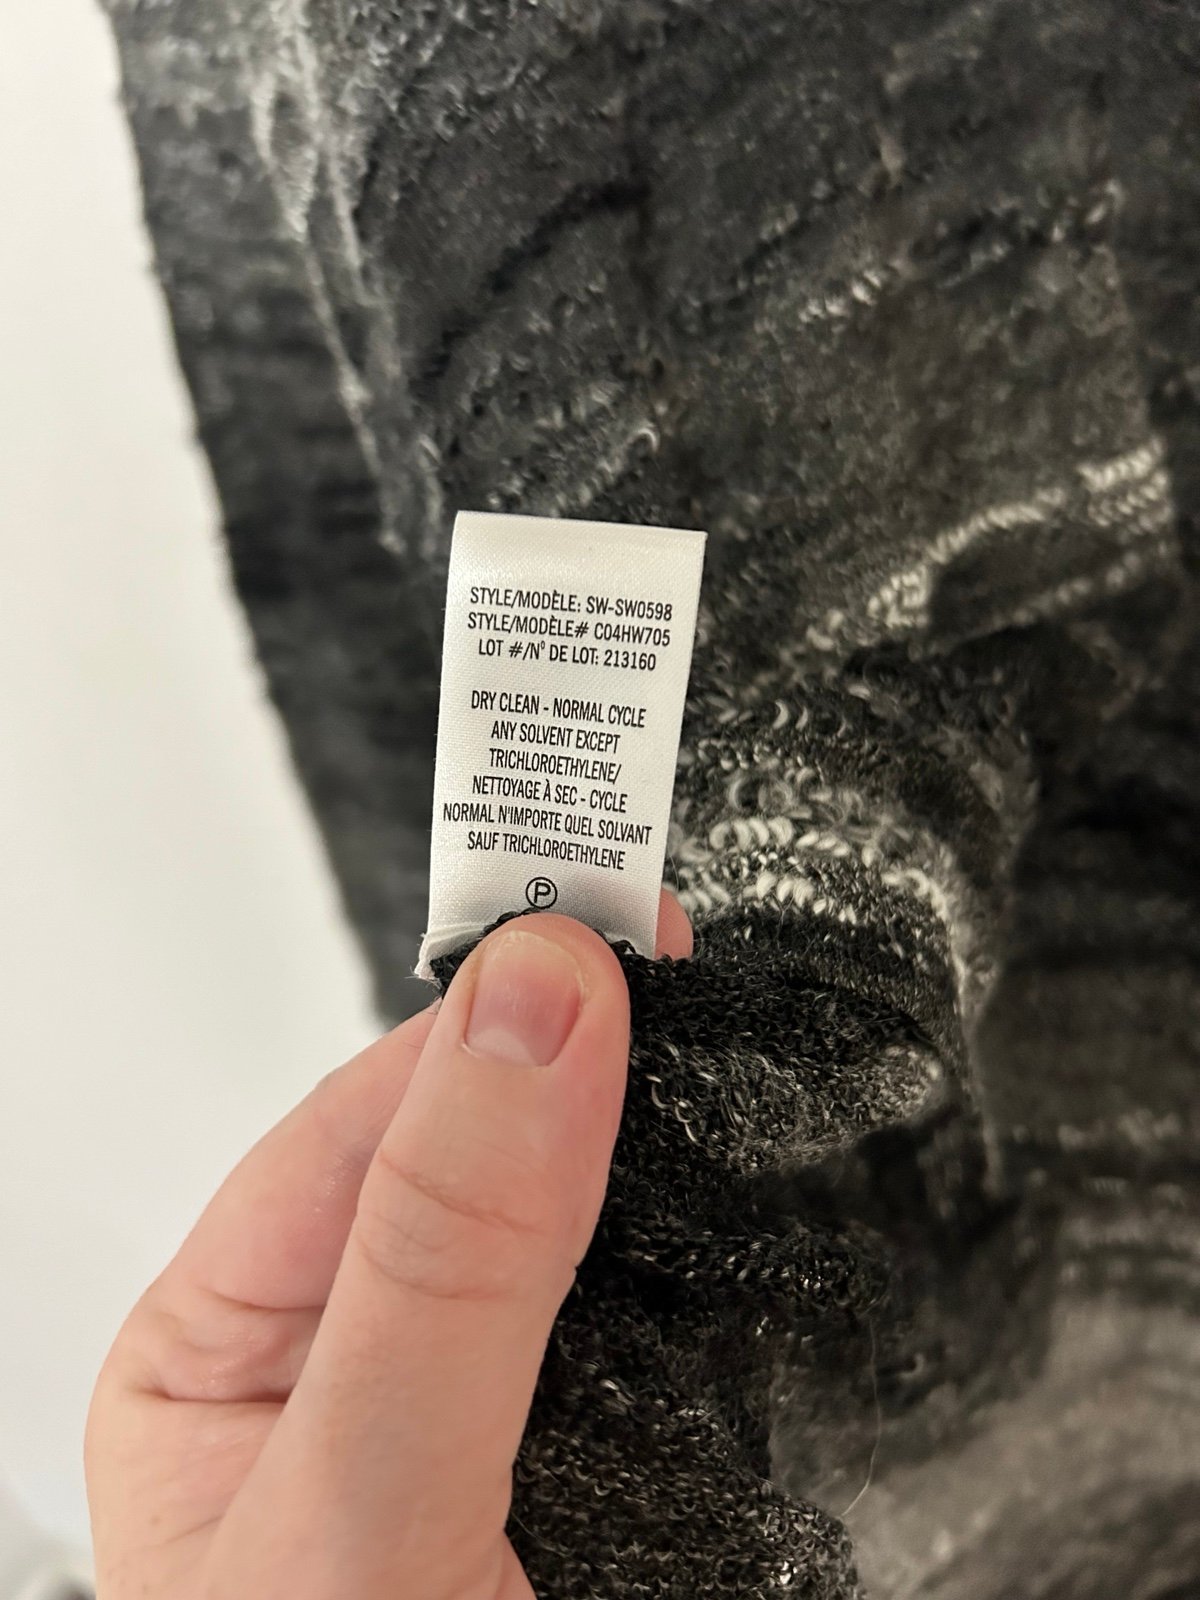 STYLE/MODÈLE: SW-SW0598
STYLE/MODÈLE# C04HW705
LOT #/N° DE LOT: 213160
DRY CLEAN - NORMAL CYCLE
ANY SOLVENT EXCEPT
TRICHLOROETHYLENE/
NETTOYAGE À SEC - CYCLE
NORMAL N'IMPORTE QUEL SOLVANT
SAUF TRICHLOROETHYLENE
P